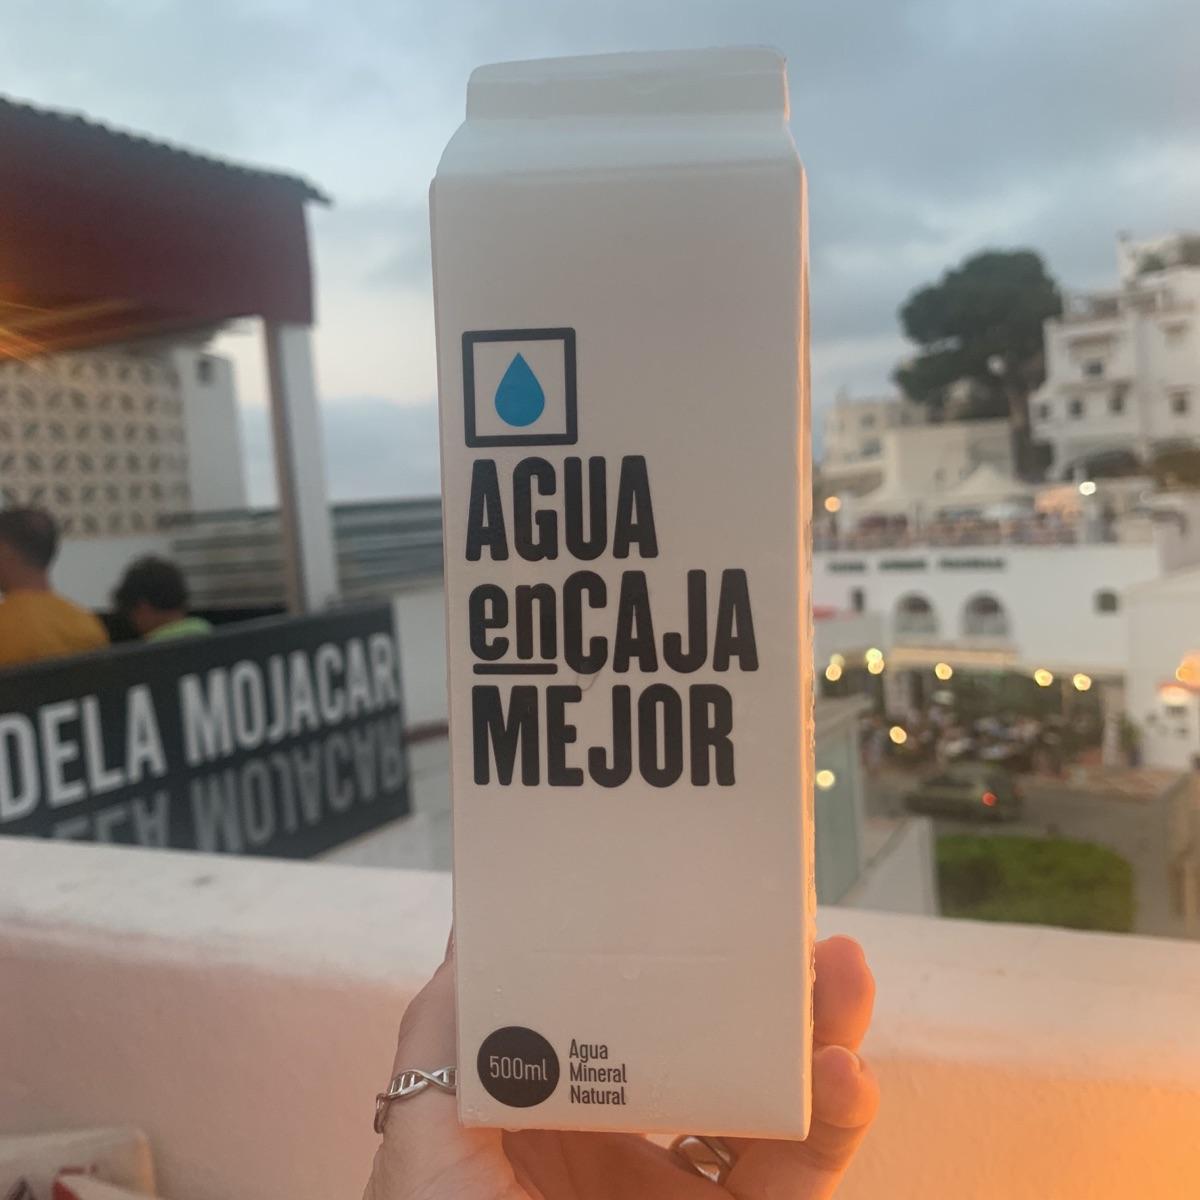 AGUA
enCAJA
MEJOR
500ml
Agua
Mineral
Natural
DELA MOJACAR